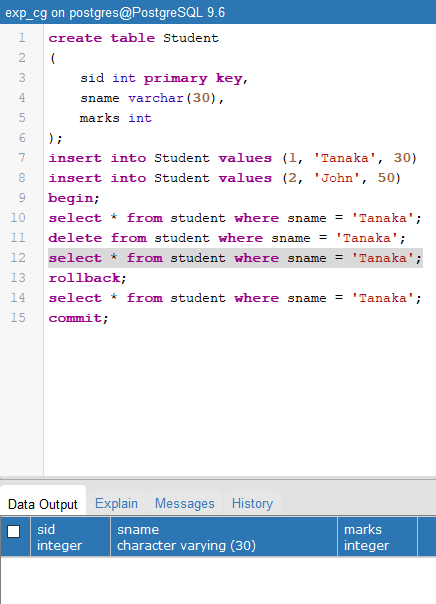 exp_cg on postgres@PostgreSQL 9.6
1 create table Student
2 (
3 sid int primary key,
4 sname varchar(30),
5 marks int
6 );
7 insert into Student values (1, 'Tanaka', 30)
8 insert into Student values (2, 'John', 50)
9 begin;
10 select * from student where sname = 'Tanaka';
11 delete from student where sname = 'Tanaka';
12 select * from student where sname = 'Tanaka';
13 rollback;
14 select * from student where sname = 'Tanaka';
15 commit;
Data Output Explain Messages History
sid sname marks
integer character varying (30) integer